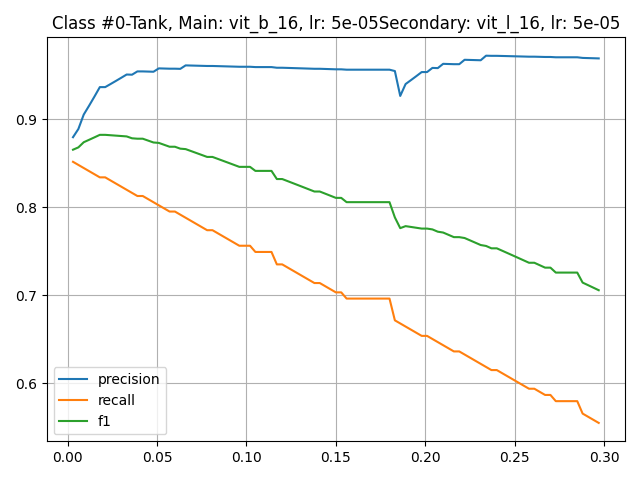 Class #0-Tank, Main: vit_b_16, lr: 5e-05Secondary: vit_l_16, lr: 5e-05
0.9
0.8
0.7
0.6
precision
recall
f1
0.00 0.05 0.10 0.15 0.20 0.25 0.30